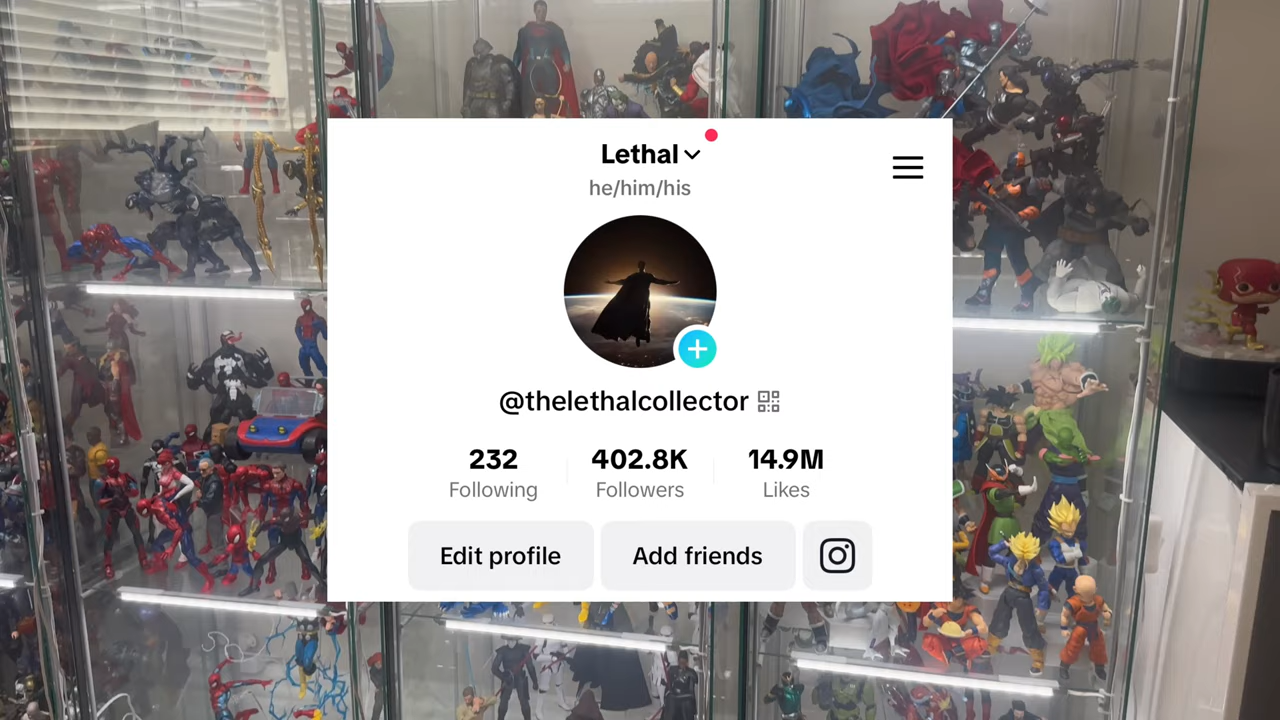 Lethal
he/him/his
@thelethalcollector
232 402.8K 14.9M
Following Followers Likes
Edit profile Add friends